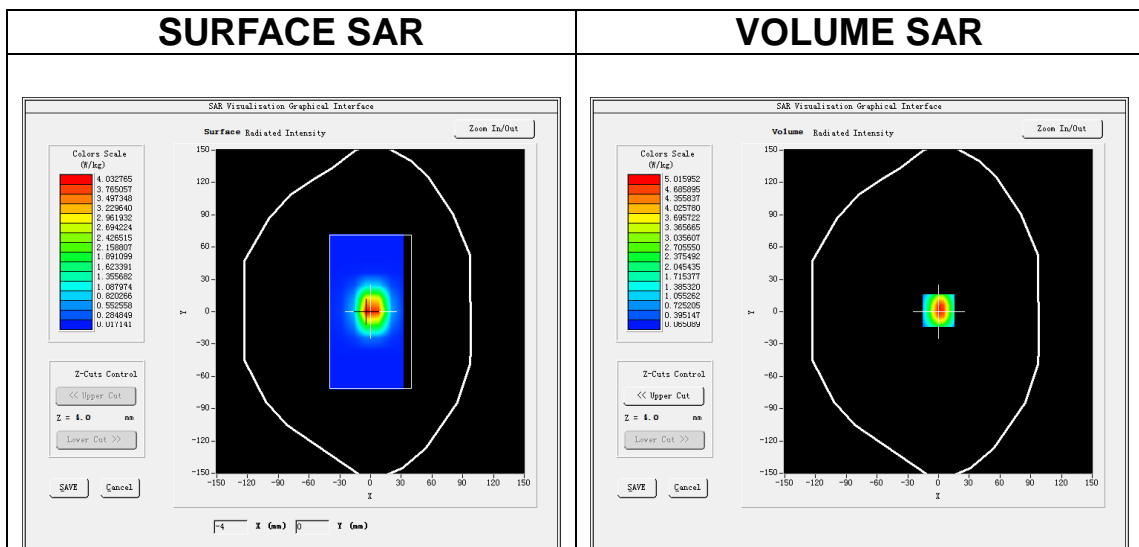 SURFACE SAR
VOLUME SAR
SAR Visualisation Graphical Interface
Surface Radiated Intensity
Zoom In/Out
Colors Scale
(W/kg)
4.032765
3.765057
3.497348
3.229640
2.961932
2.694224
2.426515
2.158807
1.891099
1.623391
1.355682
1.087974
0.820266
0.552558
0.284849
0.017141
150
120
90
60
30
0
-30
-60
-90
-120
-150
Y
-150 -120 -90 -60 -30 0 30 60 90 120 150
X
Z-Cuts Control
<< Upper Cut
Z = 4.0 mm
Lower Cut >>
SAVE Cancel
-4 X (mm) 0 Y (mm)
SAR Visualisation Graphical Interface
Volume Radiated Intensity
Zoom In/Out
Colors Scale
(W/kg)
5.015952
4.685895
4.355837
4.025780
3.695722
3.365665
3.035607
2.705550
2.375492
2.045435
1.715377
1.385320
1.055262
0.725205
0.395147
0.065089
150
120
90
60
30
0
-30
-60
-90
-120
-150
Y
-150 -120 -90 -60 -30 0 30 60 90 120 150
X
Z-Cuts Control
<< Upper Cut
Z = 4.0 mm
Lower Cut >>
SAVE Cancel